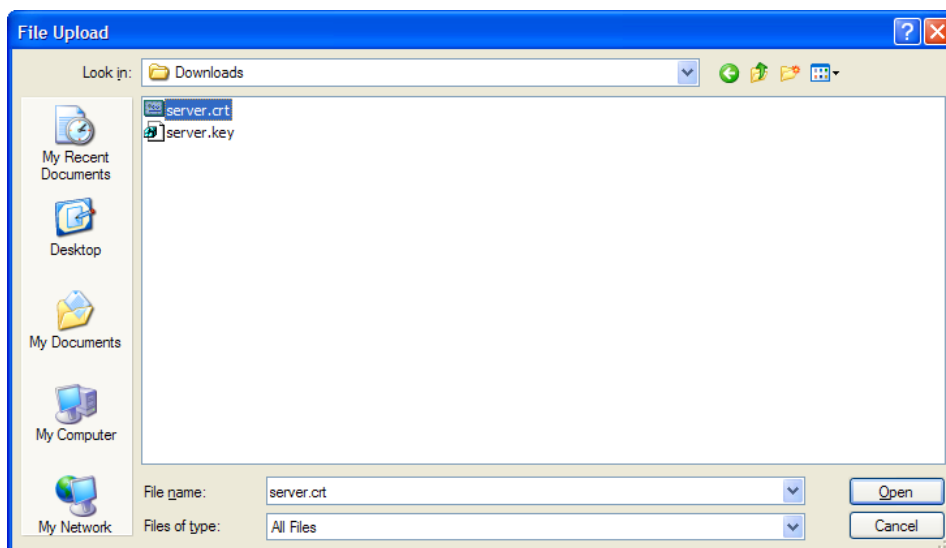 File Upload
Look in:
Downloads
server.crt
server.key
My Recent
Documents
Desktop
My Documents
My Computer
My Network
File name:
server.crt
Open
Files of type:
All Files
Cancel